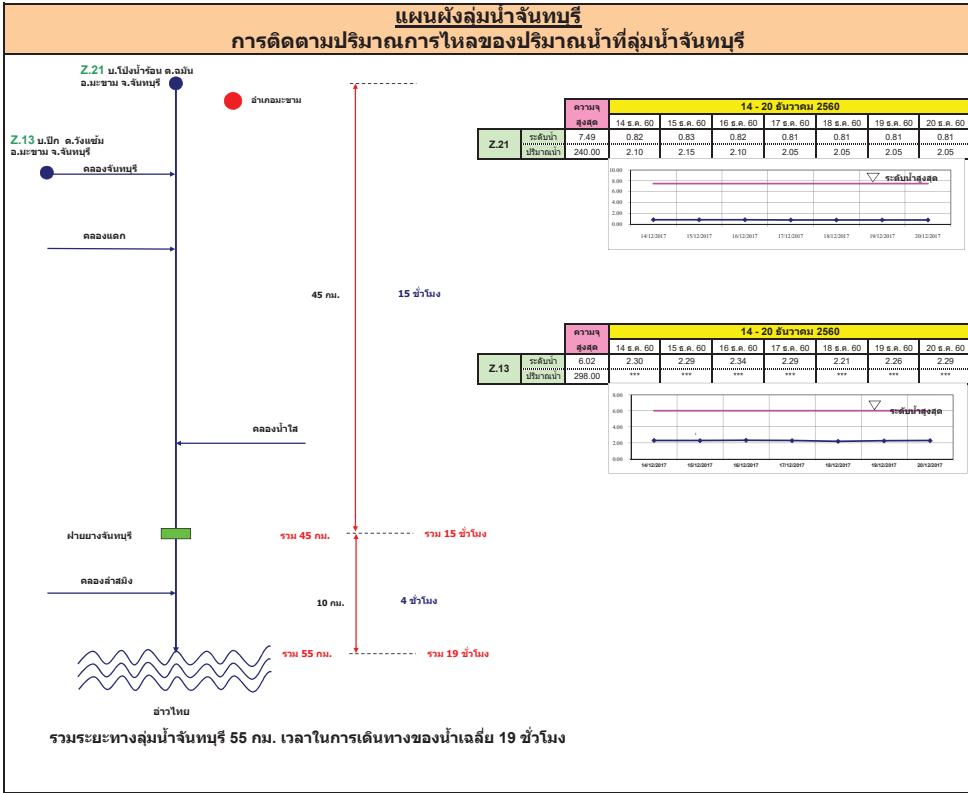 แผนผังลุ่มน้ำจันทบุรี
การติดตามปริมาณการไหลของปริมาณน้ำที่ลุ่มน้ำจันทบุรี
Z.21 บ.โป่งน้ำร้อน ต.ฉมัน
อ.มะขาม จ.จันทบุรี
อำเภอมะขาม
Z.13 บ.ปึก ต.วังแซ้ม
อ.มะขาม จ.จันทบุรี
คลองจันทบุรี
คลองแตก
45 กม. 15 ชั่วโมง
คลองน้ำใส
ฝายยางจันทบุรี
รวม 45 กม. รวม 15 ชั่วโมง
คลองลำสมิง
10 กม. 4 ชั่วโมง
รวม 55 กม. รวม 19 ชั่วโมง
อ่าวไทย
รวมระยะทางลุ่มน้ำจันทบุรี 55 กม. เวลาในการเดินทางของน้ำเฉลี่ย 19 ชั่วโมง
ความจุ 14 - 20 ธันวาคม 2560
สูงสุด 14 ธ.ค. 60 15 ธ.ค. 60 16 ธ.ค. 60 17 ธ.ค. 60 18 ธ.ค. 60 19 ธ.ค. 60 20 ธ.ค. 60
Z.21
ระดับน้ำ 7.49 0.82 0.83 0.82 0.81 0.81 0.81 0.81
ปริมาณน้ำ 240.00 2.10 2.15 2.10 2.05 2.05 2.05 2.05
10.00
8.00
6.00
4.00
2.00
0.00
ระดับน้ำสูงสุด
14/12/2017 15/12/2017 16/12/2017 17/12/2017 18/12/2017 19/12/2017 20/12/2017
ความจุ 14 - 20 ธันวาคม 2560
สูงสุด 14 ธ.ค. 60 15 ธ.ค. 60 16 ธ.ค. 60 17 ธ.ค. 60 18 ธ.ค. 60 19 ธ.ค. 60 20 ธ.ค. 60
Z.13
ระดับน้ำ 6.02 2.30 2.29 2.34 2.29 2.21 2.26 2.29
ปริมาณน้ำ 298.00 *** *** *** *** *** *** ***
8.00
6.00
4.00
2.00
0.00
ระดับน้ำสูงสุด
14/12/2017 15/12/2017 16/12/2017 17/12/2017 18/12/2017 19/12/2017 20/12/2017